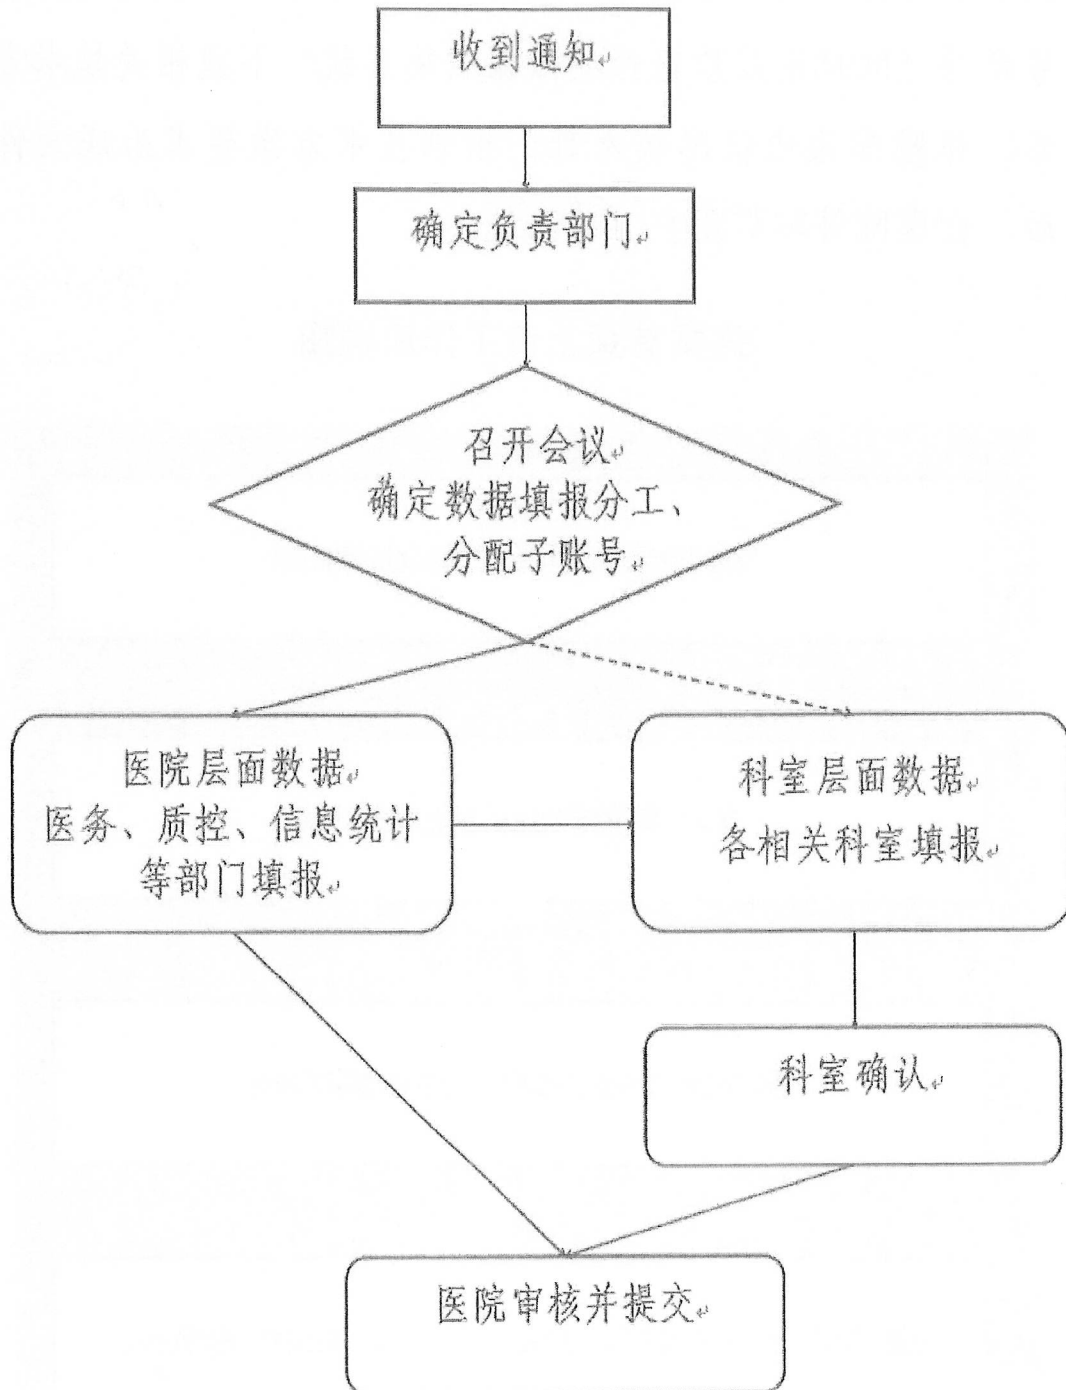 收到通知
确定负责部门
召开会议
确定数据填报分工、
分配子账号
医院层面数据
医务、质控、信息统计
等部门填报
科室层面数据
各相关科室填报
科室确认
医院审核并提交